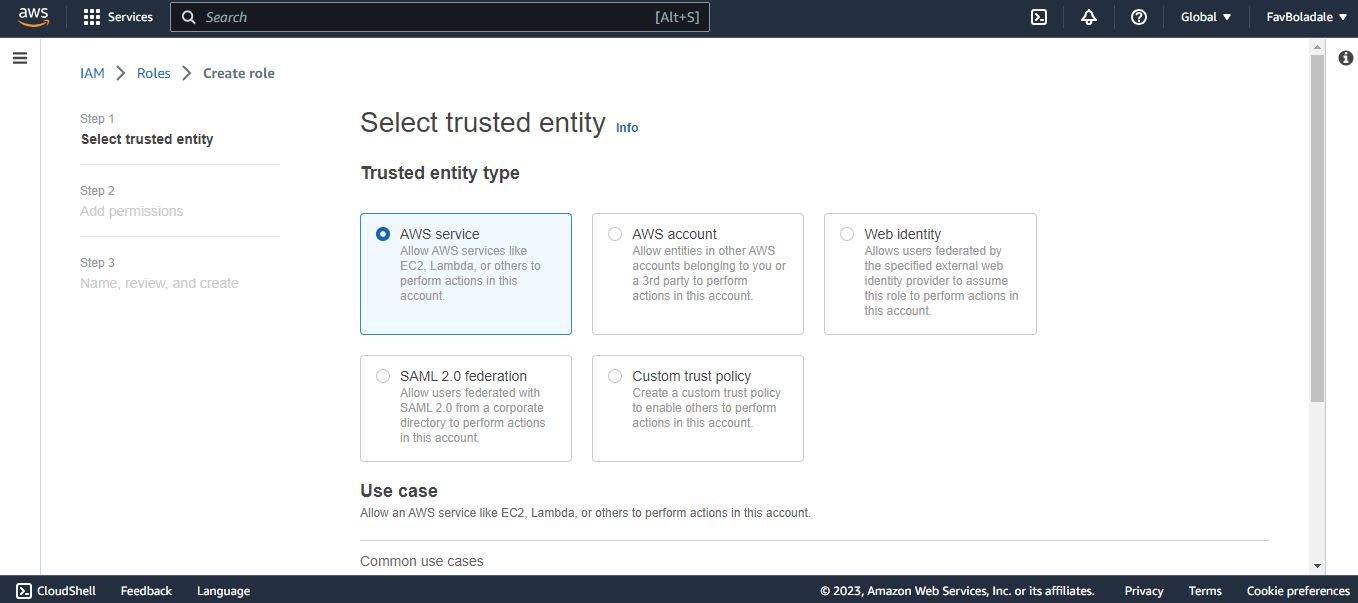 aws
Services
Search
[Alt+S]
Global
FavBoladale
IAM
Roles
Create role
Step 1
Select trusted entity
Step 2
Add permissions
Step 3
Name, review, and create
Select trusted entity
Info
Trusted entity type
AWS service
Allow AWS services like
EC2, Lambda, or others to
perform actions in this
account.
AWS account
Allow entities in other AWS
accounts belonging to you or
a 3rd party to perform
actions in this account.
Web identity
Allows users federated by
the specified external web
identity provider to assume
this role to perform actions in
this account.
SAML 2.0 federation
Allow users federated with
SAML 2.0 from a corporate
directory to perform actions
in this account.
Custom trust policy
Create a custom trust policy
to enable others to perform
actions in this account.
Use case
Allow an AWS service like EC2, Lambda, or others to perform actions in this account.
Common use cases
CloudShell
Feedback
Language
© 2023, Amazon Web Services, Inc. or its affiliates.
Privacy
Terms
Cookie preferences